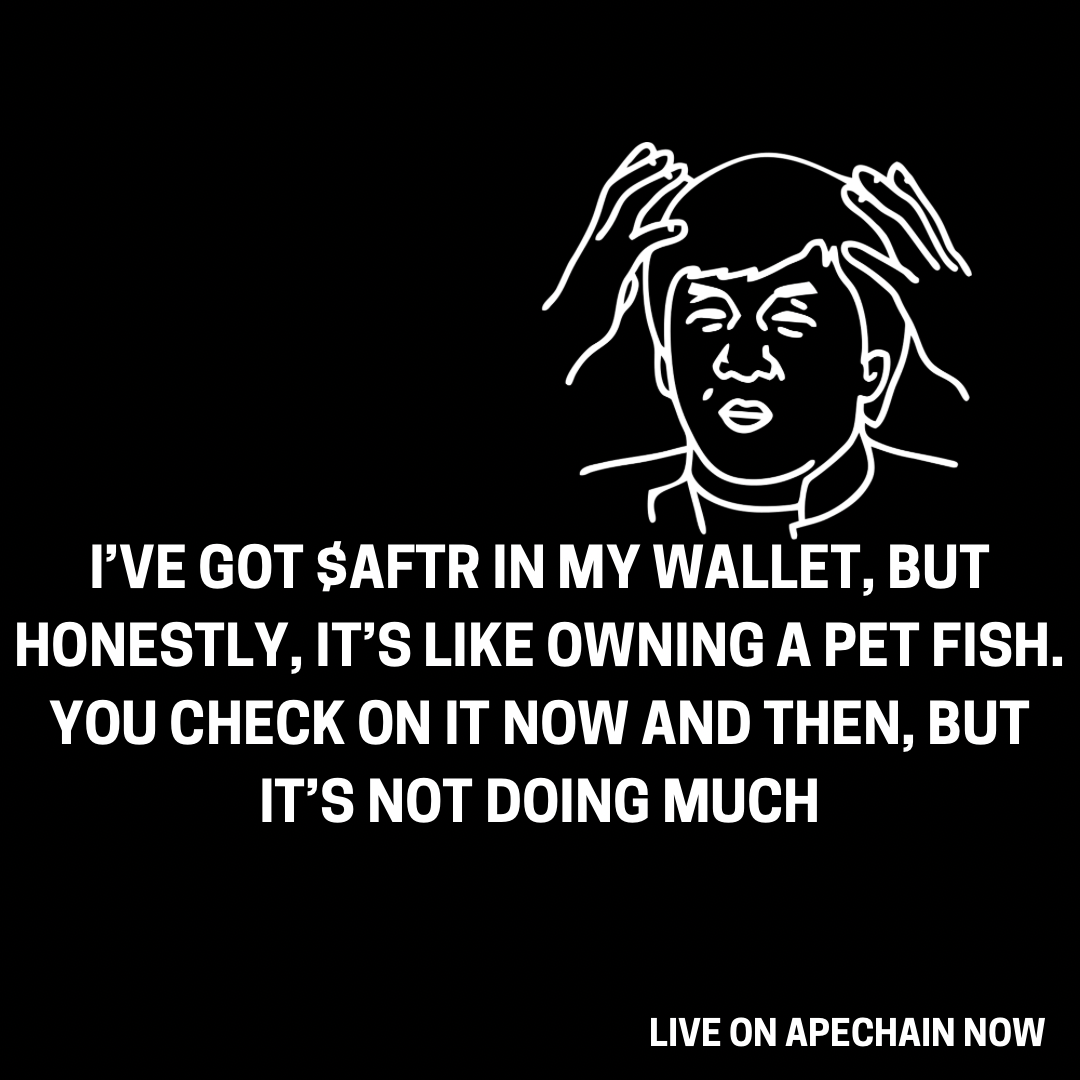 I'VE GOT $AFTR IN MY WALLET, BUT
HONESTLY, IT'S LIKE OWNING A PET FISH.
YOU CHECK ON IT NOW AND THEN, BUT
IT'S NOT DOING MUCH
LIVE ON APECHAIN NOW